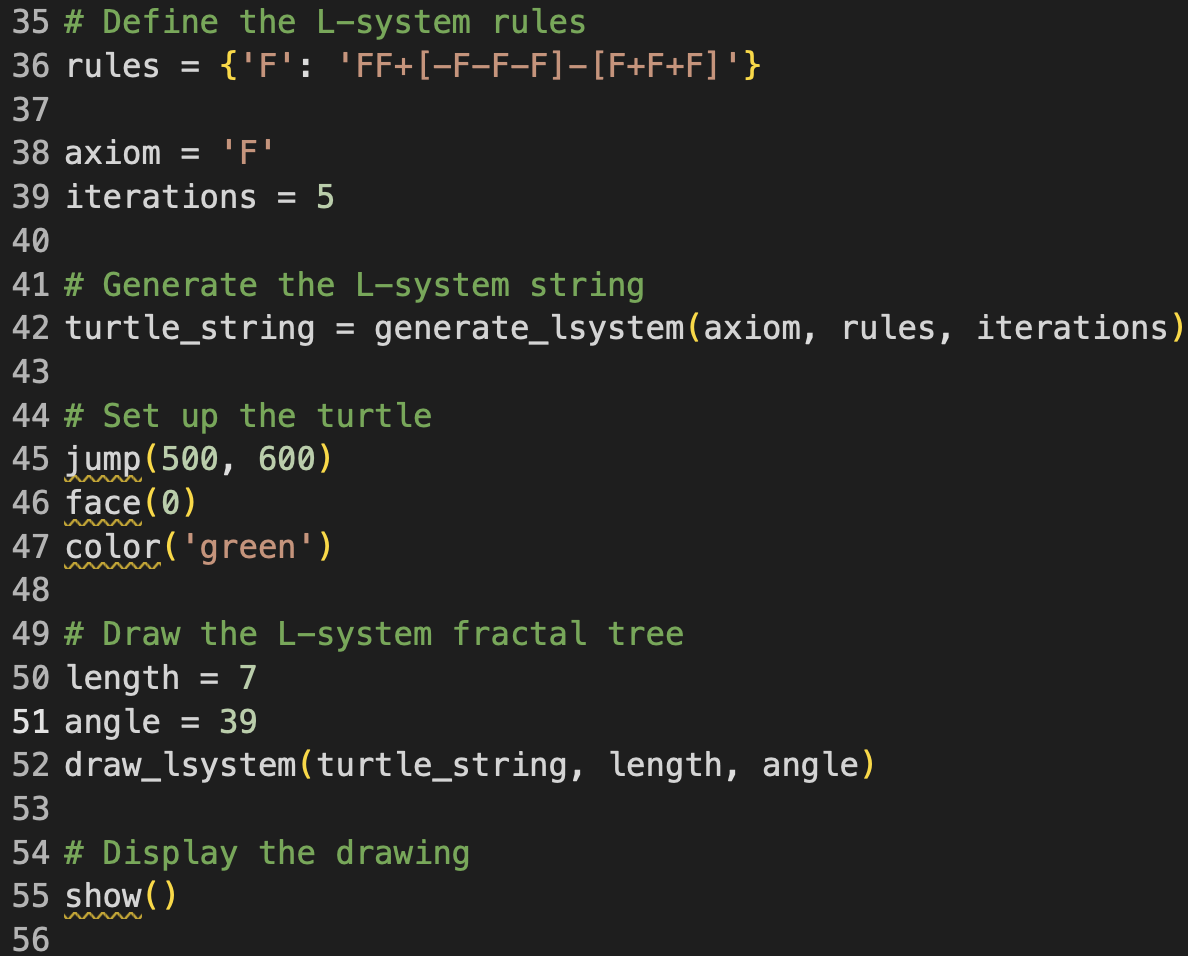 35 # Define the L-system rules
36 rules = {'F': 'FF+[-F-F-F]-[F+F+F]'}
37
38 axiom = 'F'
39 iterations = 5
40
41 # Generate the L-system string
42 turtle_string = generate_lsystem(axiom, rules, iterations)
43
44 # Set up the turtle
45 jump(500, 600)
46 face(0)
47 color('green')
48
49 # Draw the L-system fractal tree
50 length = 7
51 angle = 39
52 draw_lsystem(turtle_string, length, angle)
53
54 # Display the drawing
55 show()
56